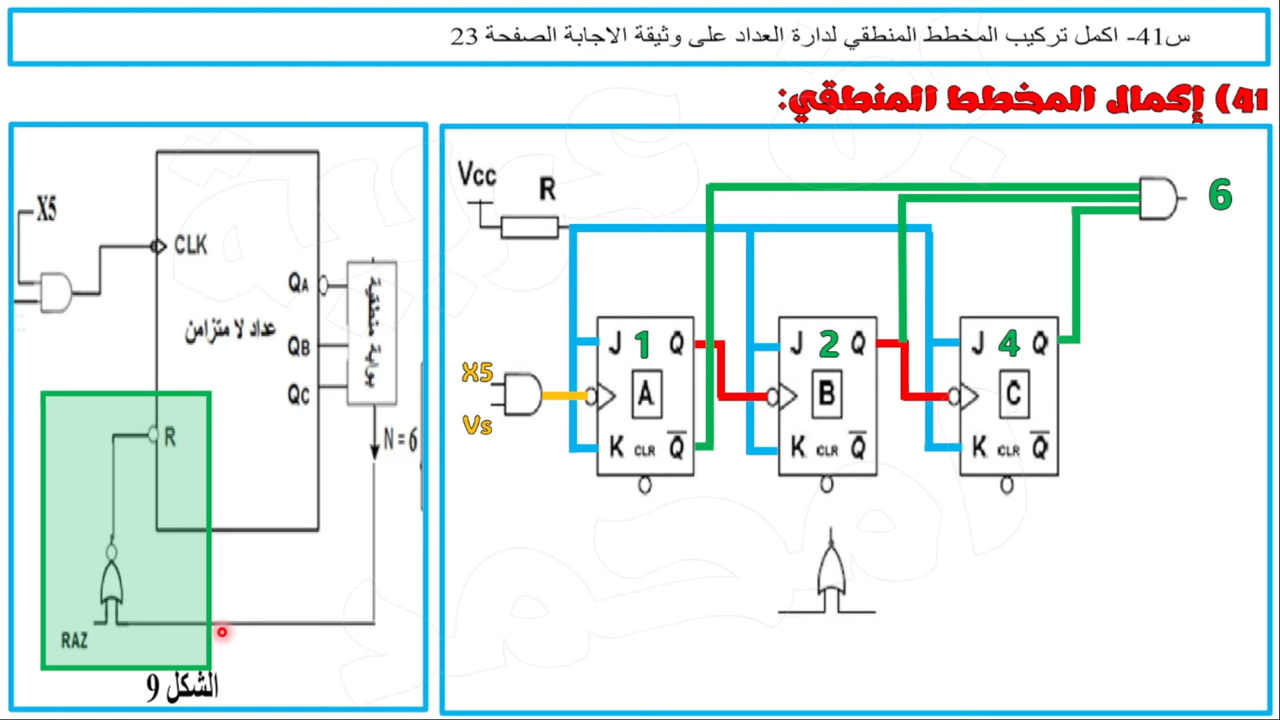 س41- اكمل تركيب المخطط المنطقي لدارة العداد على وثيقة الاجابة الصفحة 23
41) إكمال المخطط المنطقي:
X5
CLK
QA
عداد لا متزامن
QB
QC
بوابة منطقية
R
N = 6
RAZ
الشكل 9
Vcc
R
6
J 1 Q
J 2 Q
J 4 Q
X5
A
B
C
Vs
K CLR Q̅
K CLR Q̅
K CLR Q̅